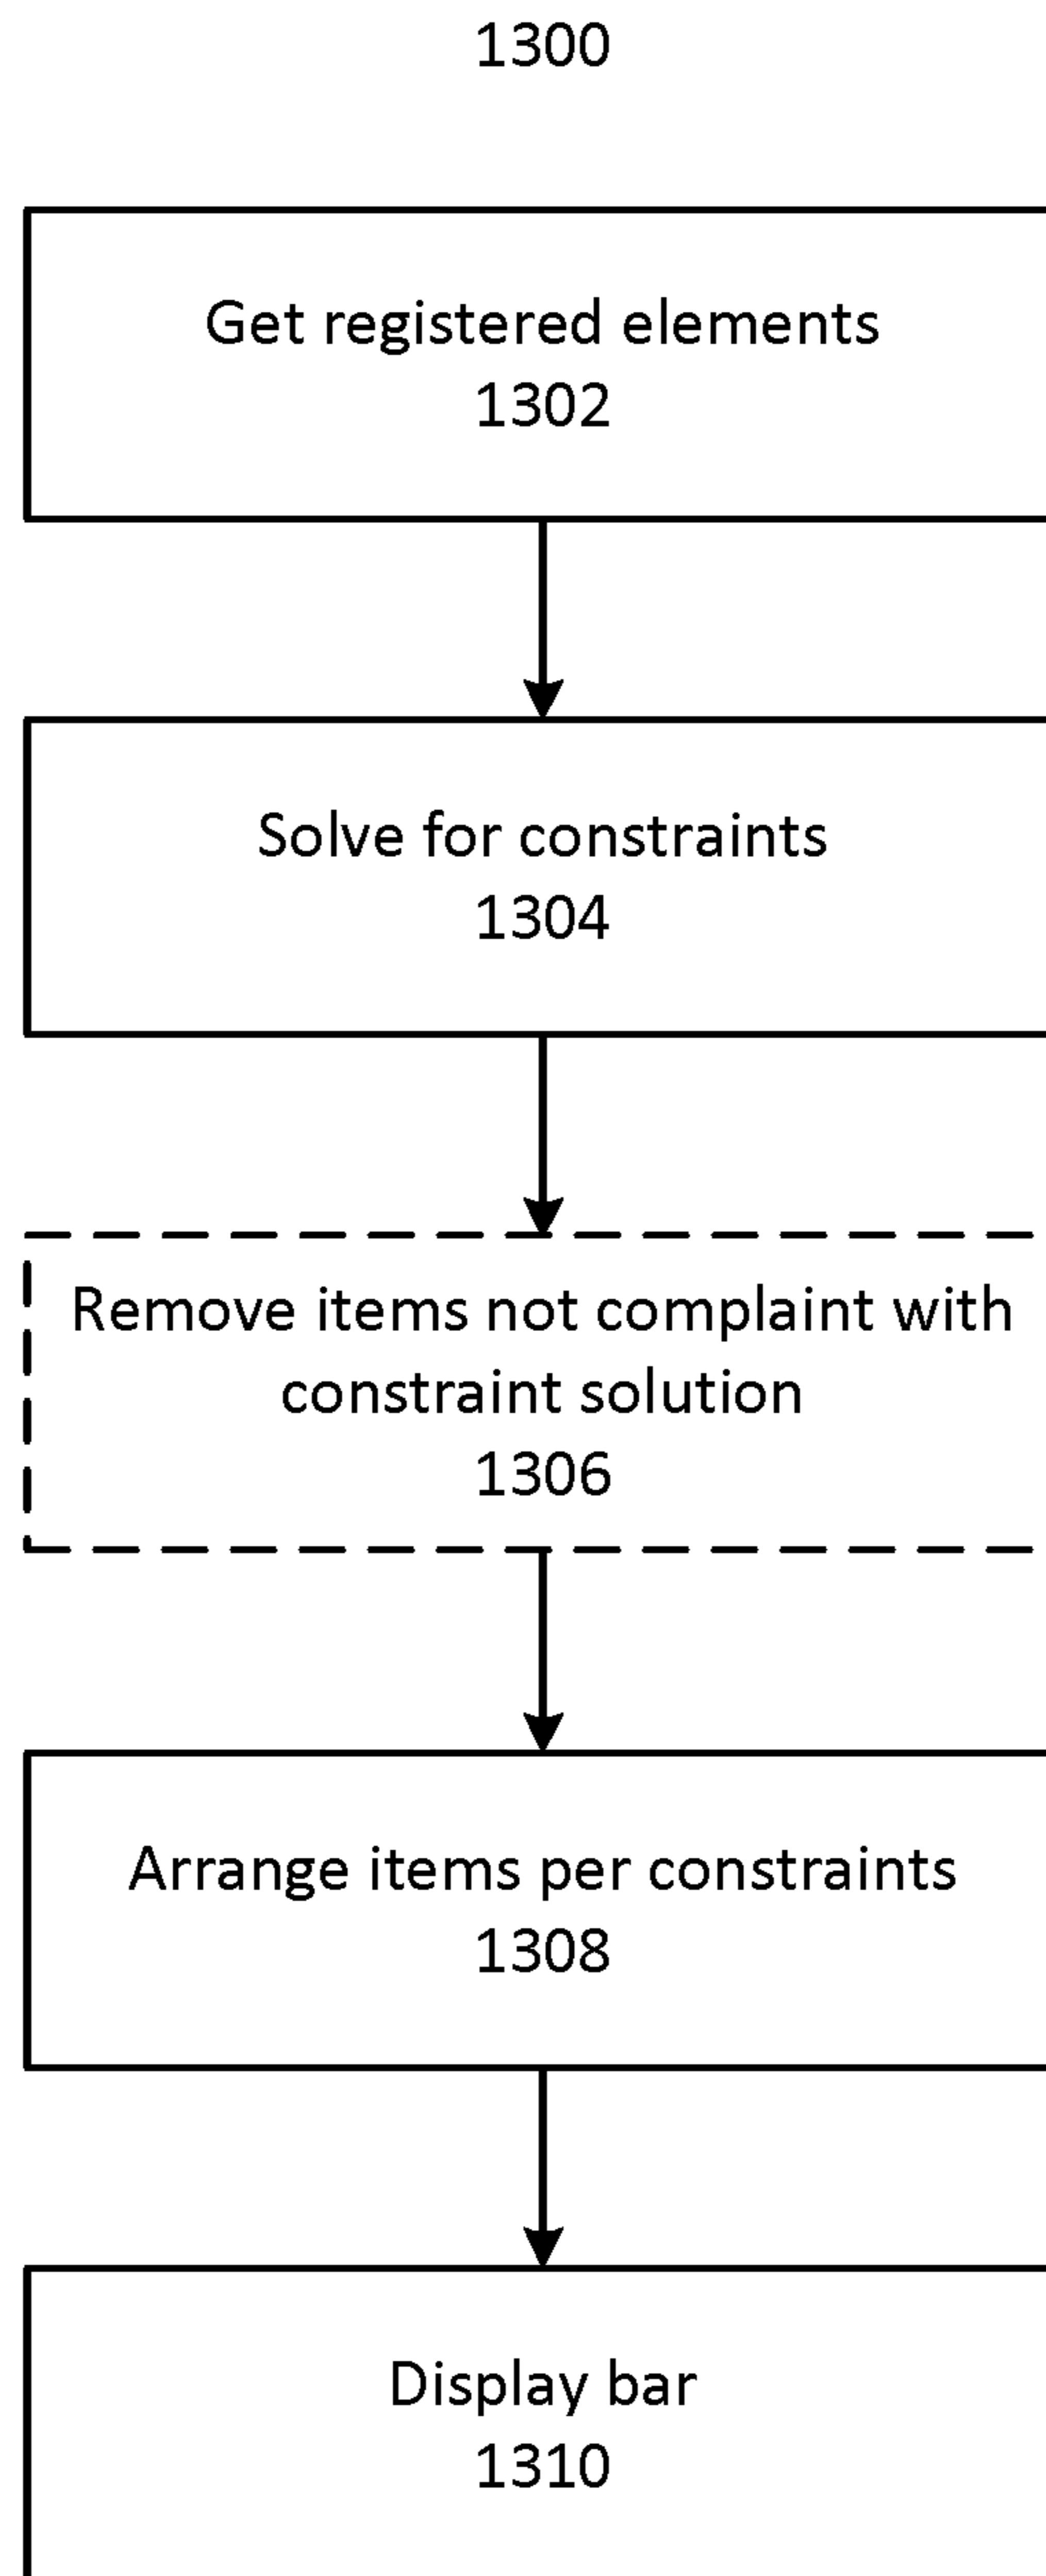 1300
Get registered elements
1302
Solve for constraints
1304
Remove items not complaint with
constraint solution
1306
Arrange items per constraints
1308
Display bar
1310